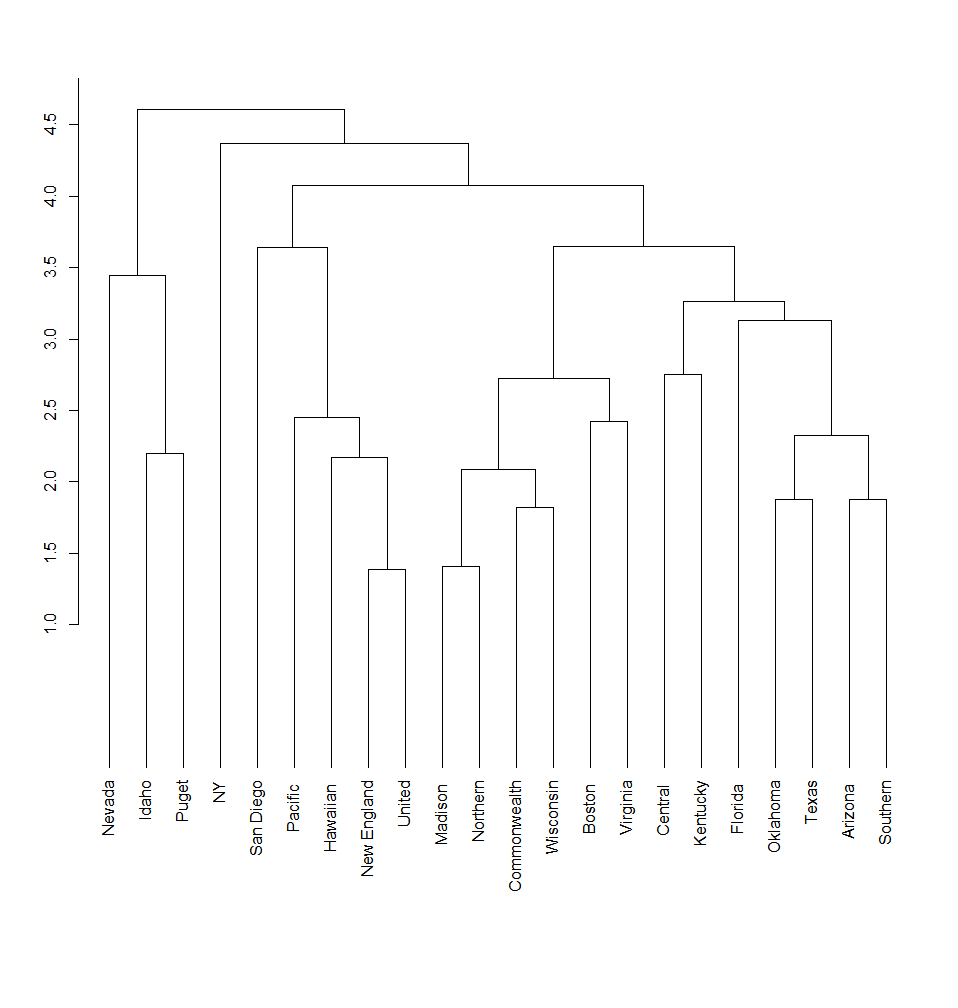 4.5
4.0
3.5
3.0
2.5
2.0
1.5
1.0
Nevada
Idaho
Puget
NY
San Diego
Pacific
Hawaiian
New England
United
Madison
Northern
Commonwealth
Wisconsin
Boston
Virginia
Central
Kentucky
Florida
Oklahoma
Texas
Arizona
Southern